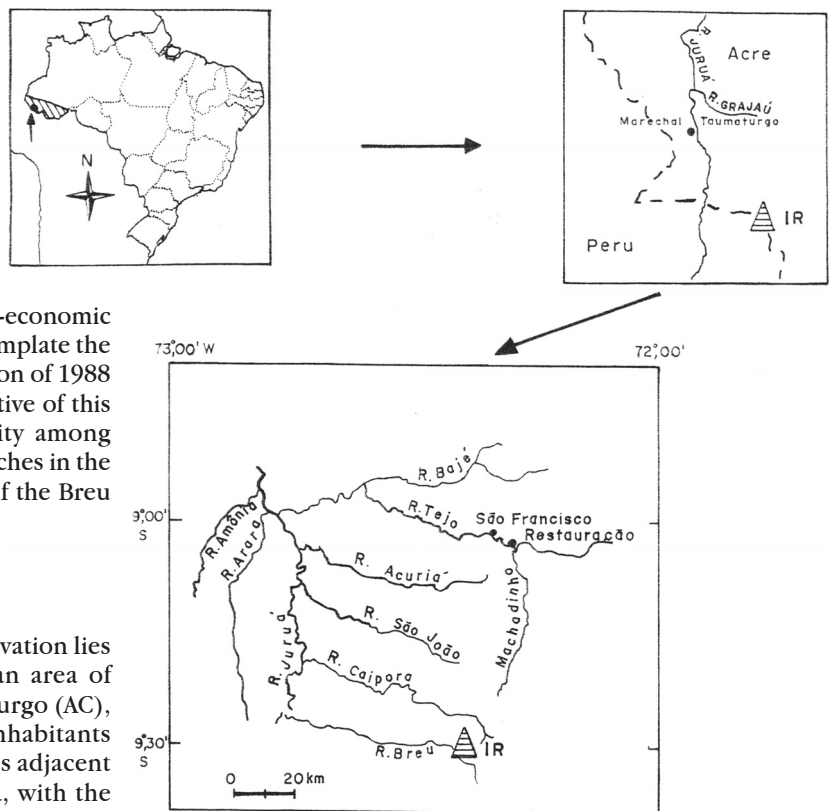 N
R. JURUÁ
Acre
R. GRAJAÚ
Marechal Taumaturgo
IR
Peru
-economic
mplate the
on of 1988
tive of this
ity among
ches in the
f the Breu
vation lies
an area of
urgo (AC),
nhabitants
s adjacent
, with the
73°00' W
72°00'
R. Bajé
9°00'
S
R. Tejo
São Francisco
Restauração
R. Amônia
R. Arara
R. Acuriá
Machadinho
R. São João
R. Juruá
R. Caipora
9°30'
S
R. Breu
IR
0 20 km